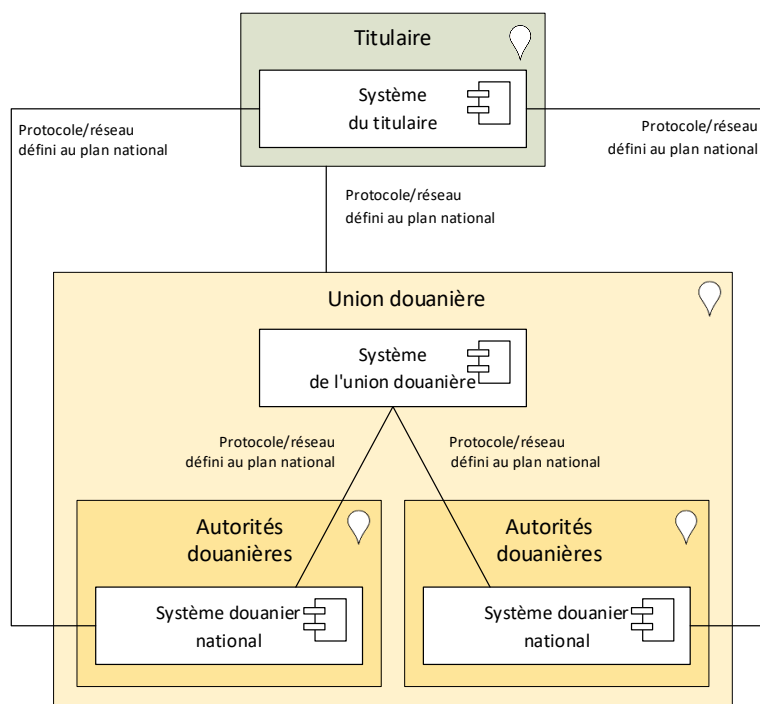 Titulaire
Système
du titulaire
Protocole/réseau
défini au plan national
Protocole/réseau
défini au plan national
Protocole/réseau
défini au plan national
Union douanière
Système
de l'union douanière
Protocole/réseau
défini au plan national
Protocole/réseau
défini au plan national
Autorités
douanières
Système douanier
national
Autorités
douanières
Système douanier
national